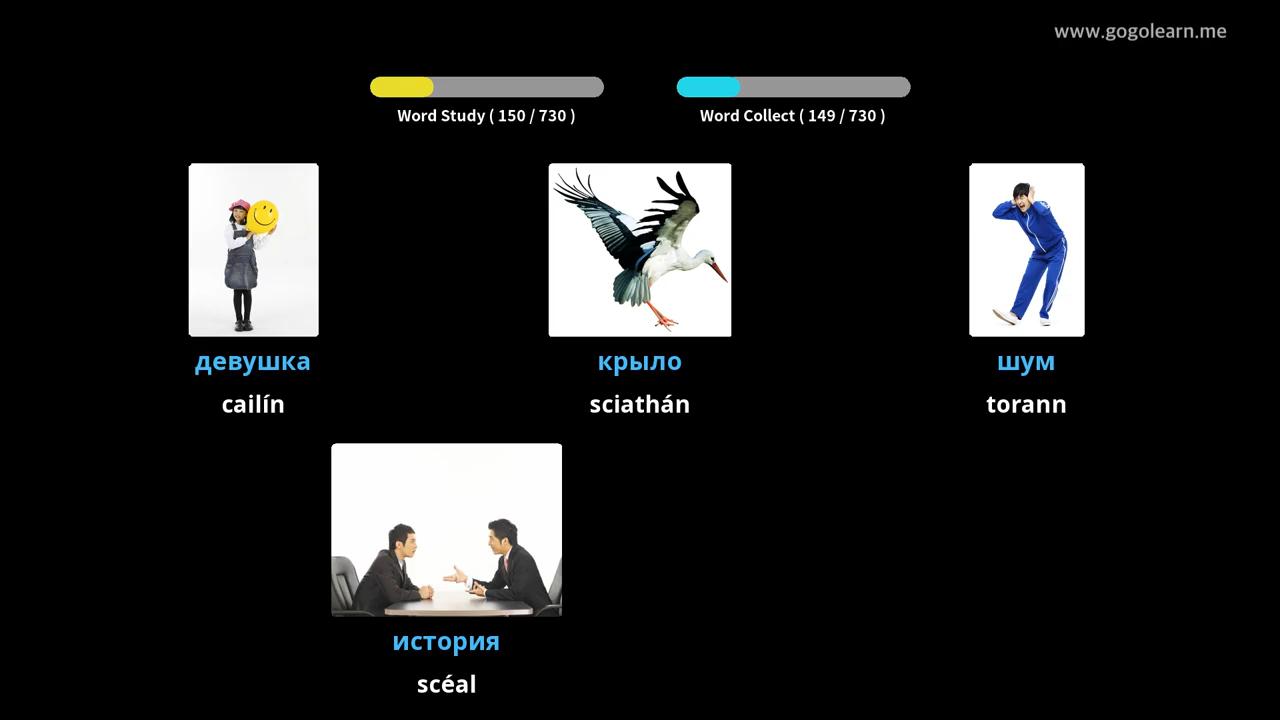 www.gogolearn.me
Word Study ( 150 / 730 )
Word Collect ( 149 / 730 )
девушка
cailín
крыло
sciathán
шум
torann
история
scéal